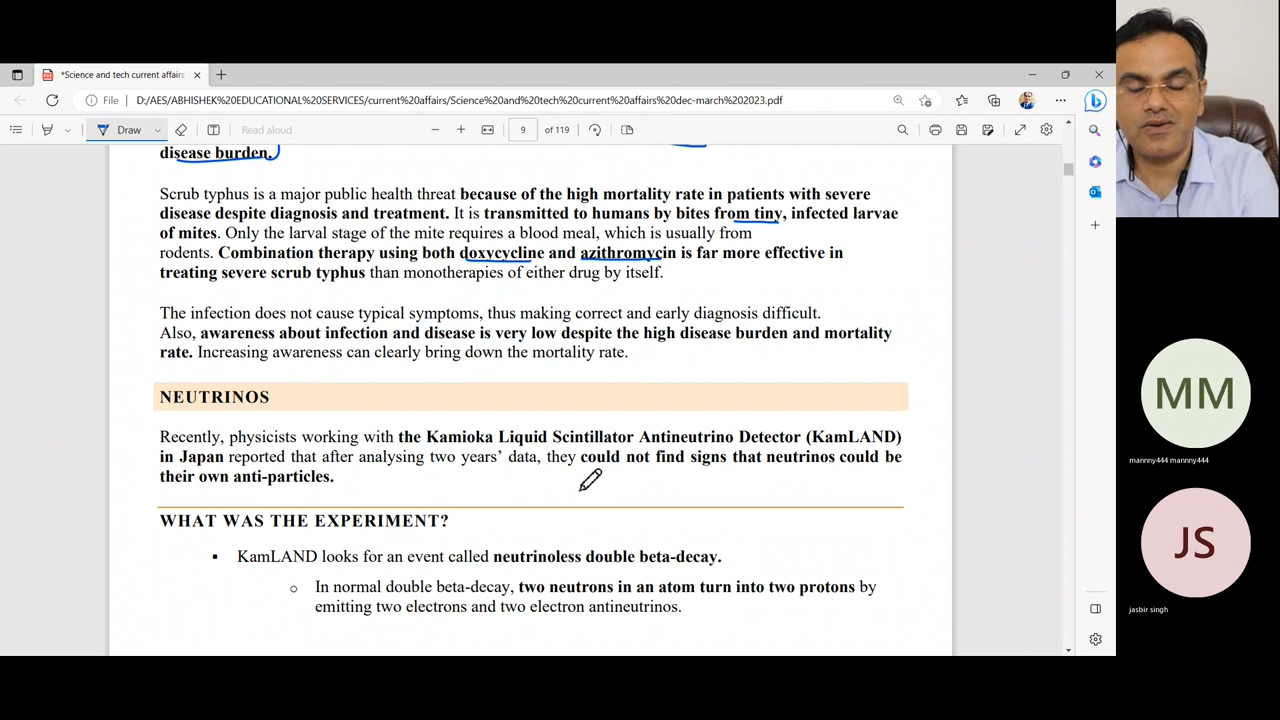 *Science and tech current affairs
File
D:/AES/ABHISHEK%20EDUCATIONAL%20SERVICES/current%20affairs/Science%20and%20tech%20current%20affairs%20dec-march%202023.pdf
Draw
Read aloud
9 of 119
disease burden.
Scrub typhus is a major public health threat because of the high mortality rate in patients with severe
disease despite diagnosis and treatment. It is transmitted to humans by bites from tiny, infected larvae
of mites. Only the larval stage of the mite requires a blood meal, which is usually from
rodents. Combination therapy using both doxycycline and azithromycin is far more effective in
treating severe scrub typhus than monotherapies of either drug by itself.
The infection does not cause typical symptoms, thus making correct and early diagnosis difficult.
Also, awareness about infection and disease is very low despite the high disease burden and mortality
rate. Increasing awareness can clearly bring down the mortality rate.
NEUTRINOS
Recently, physicists working with the Kamioka Liquid Scintillator Antineutrino Detector (KamLAND)
in Japan reported that after analysing two years' data, they could not find signs that neutrinos could be
their own anti-particles.
WHAT WAS THE EXPERIMENT?
KamLAND looks for an event called neutrinoless double beta-decay.
In normal double beta-decay, two neutrons in an atom turn into two protons by
emitting two electrons and two electron antineutrinos.
MM
mannny444 mannny444
JS
jasbir singh